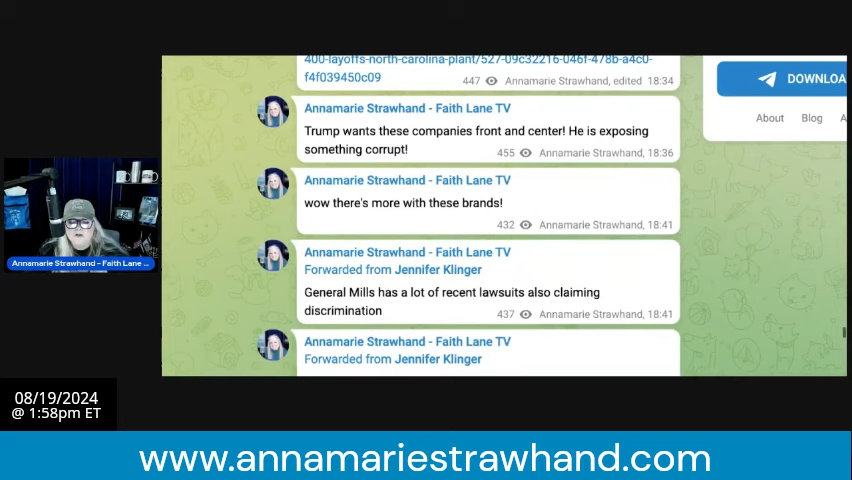 400-layoffs-north-carolina-plant/527-09c32216-046f-478b-a4c0-
f4f039450c09
447 Annamarie Strawhand, edited 18:34
DOWNLOA
About Blog A
Annamarie Strawhand - Faith Lane TV
Trump wants these companies front and center! He is exposing
something corrupt!
455 Annamarie Strawhand, 18:36
Annamarie Strawhand - Faith Lane TV
wow there's more with these brands!
432 Annamarie Strawhand, 18:41
Annamarie Strawhand - Faith Lane TV
Forwarded from Jennifer Klinger
General Mills has a lot of recent lawsuits also claiming
discrimination
437 Annamarie Strawhand, 18:41
Annamarie Strawhand - Faith Lane TV
Forwarded from Jennifer Klinger
Annamarie Strawhand - Faith Lane ...
08/19/2024
@ 1:58pm ET
www.annamariestrawhand.com